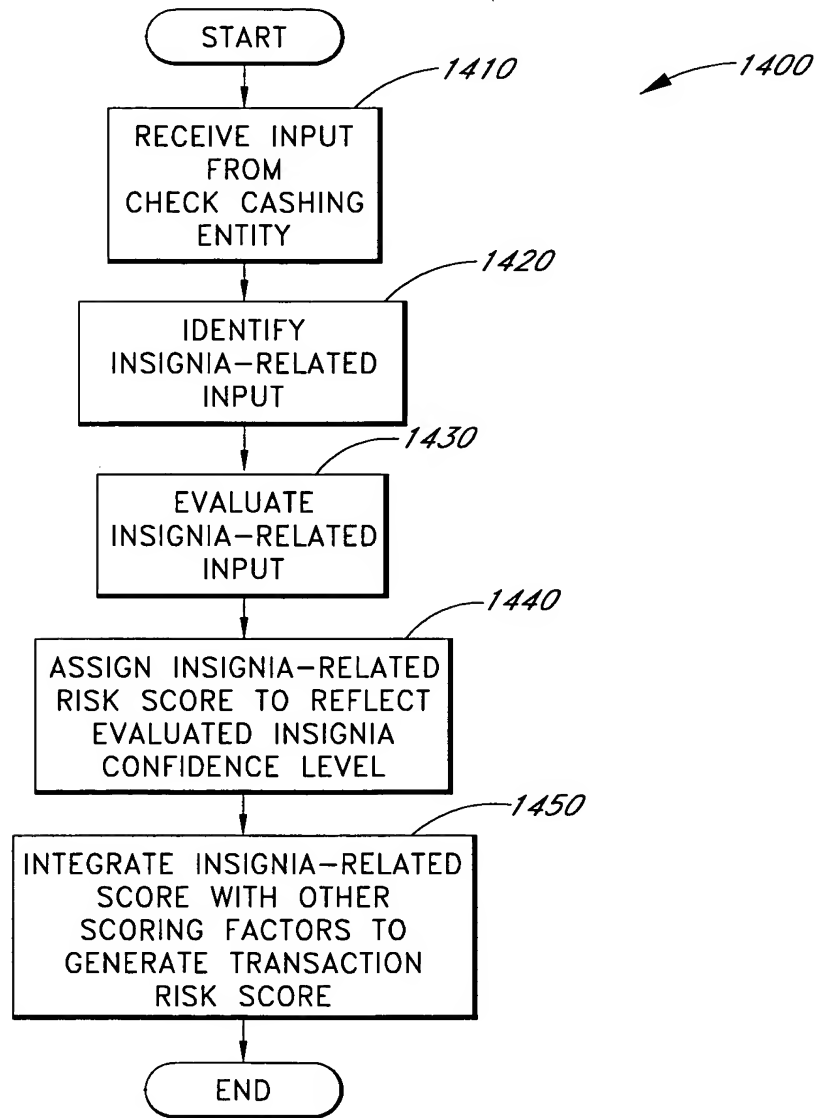 START
1410
1400
RECEIVE INPUT
FROM
CHECK CASHING
ENTITY
1420
IDENTIFY
INSIGNIA-RELATED
INPUT
1430
EVALUATE
INSIGNIA-RELATED
INPUT
1440
ASSIGN INSIGNIA-RELATED
RISK SCORE TO REFLECT
EVALUATED INSIGNIA
CONFIDENCE LEVEL
1450
INTEGRATE INSIGNIA-RELATED
SCORE WITH OTHER
SCORING FACTORS TO
GENERATE TRANSACTION
RISK SCORE
END